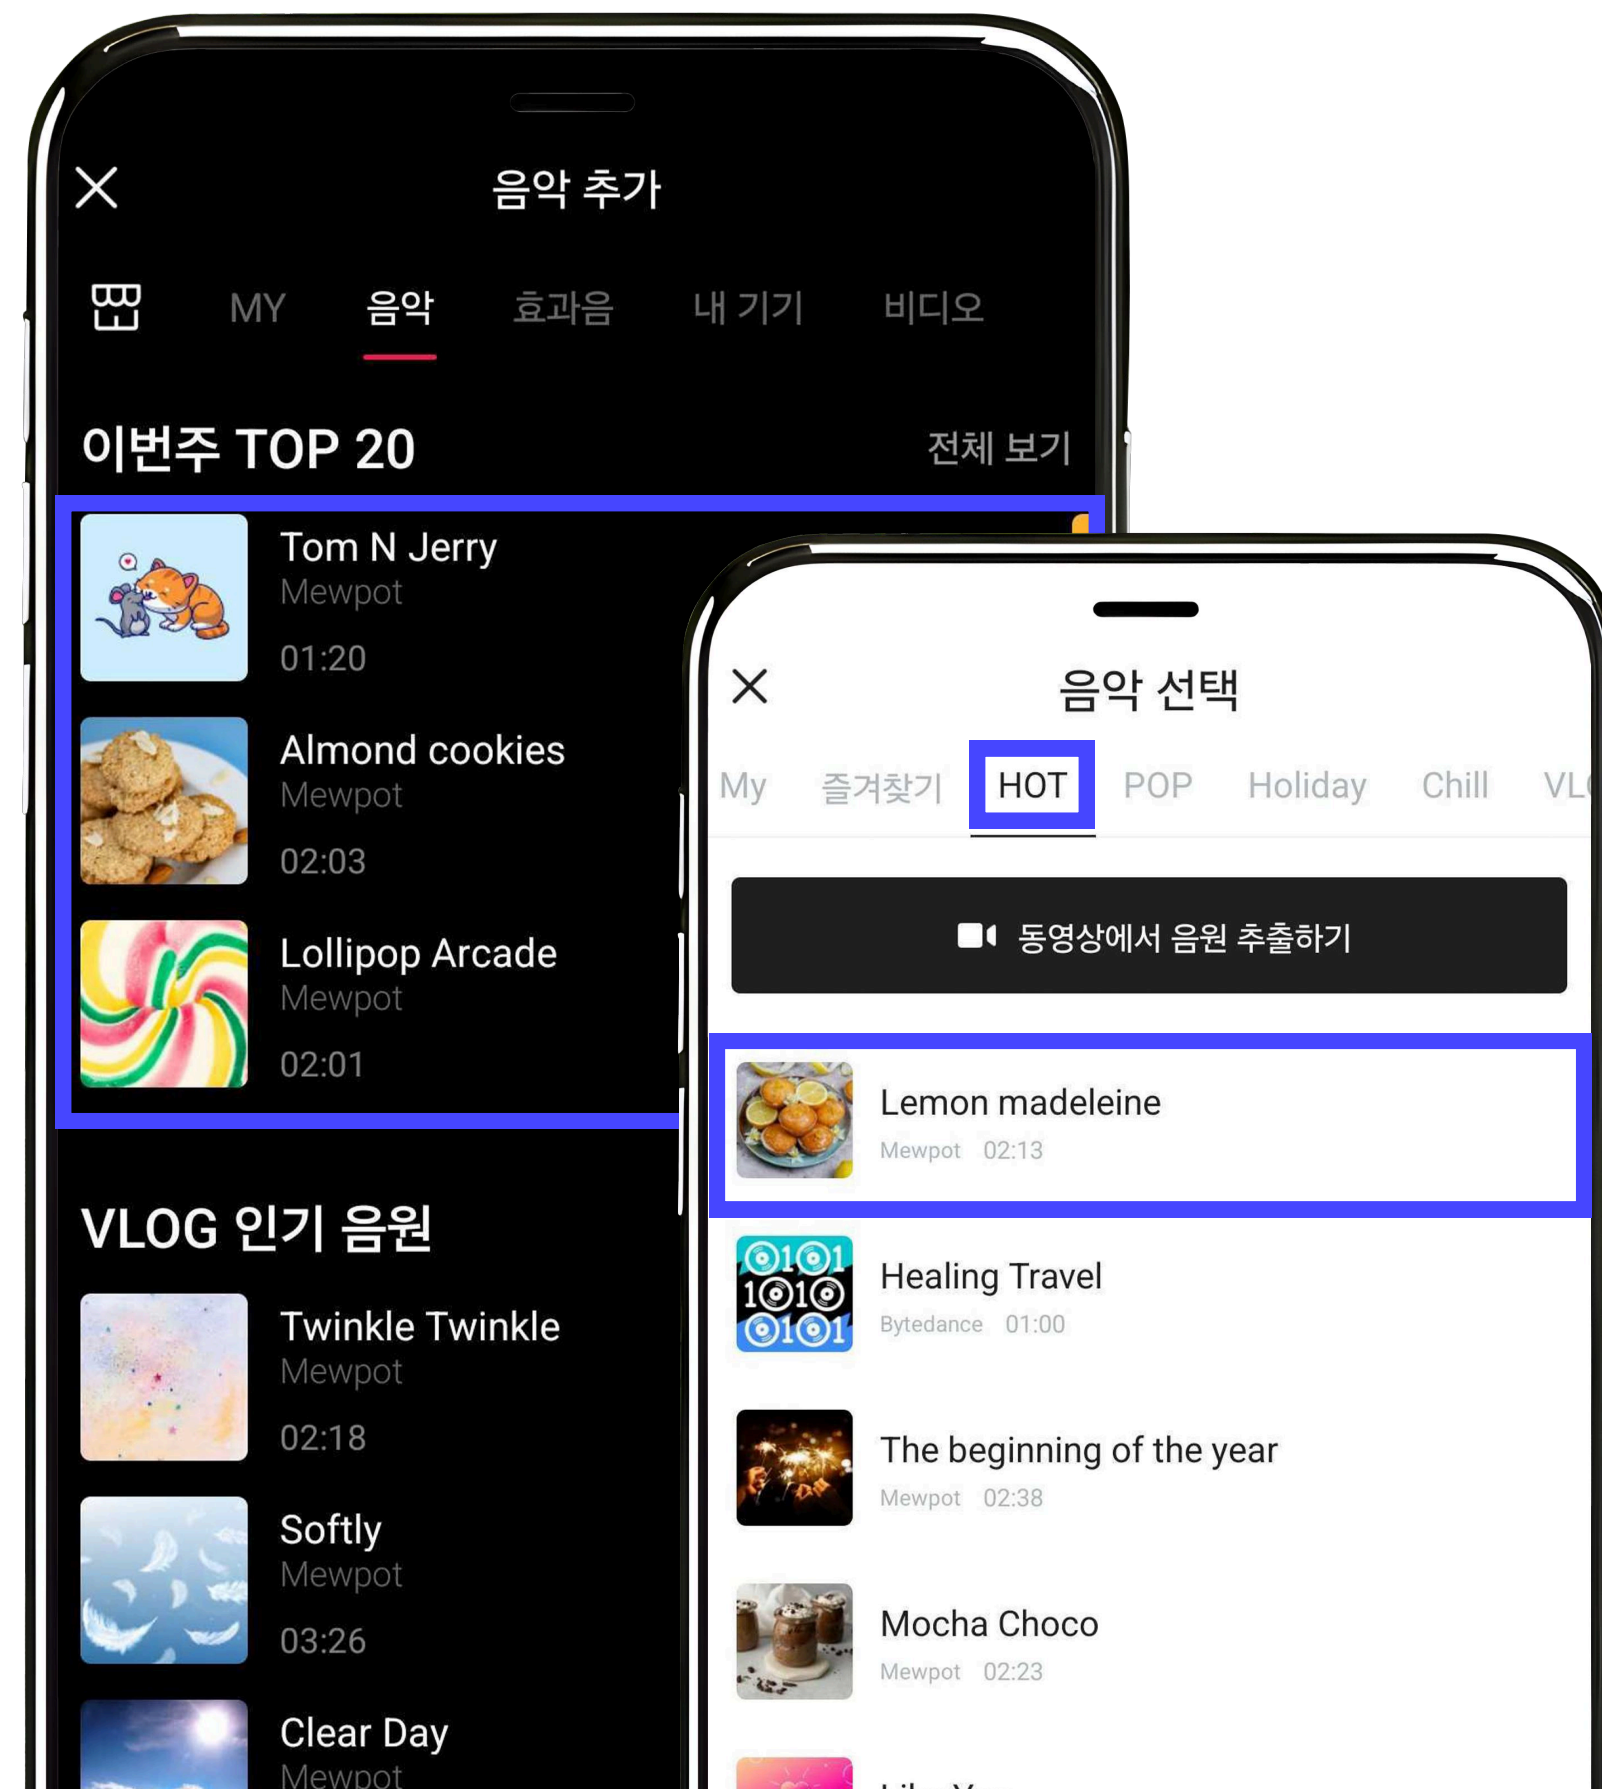 음악 추가
MY 음악 효과음 내 기기 비디오
이번주 TOP 20 전체 보기
Tom N Jerry
Mewpot
01:20
Almond cookies
Mewpot
02:03
Lollipop Arcade
Mewpot
02:01
VLOG 인기 음원
Twinkle Twinkle
Mewpot
02:18
Softly
Mewpot
03:26
Clear Day
Mewpot
음악 선택
My 즐겨찾기 HOT POP Holiday Chill
동영상에서 음원 추출하기
Lemon madeleine
Mewpot 02:13
Healing Travel
Bytedance 01:00
The beginning of the year
Mewpot 02:38
Mocha Choco
Mewpot 02:23